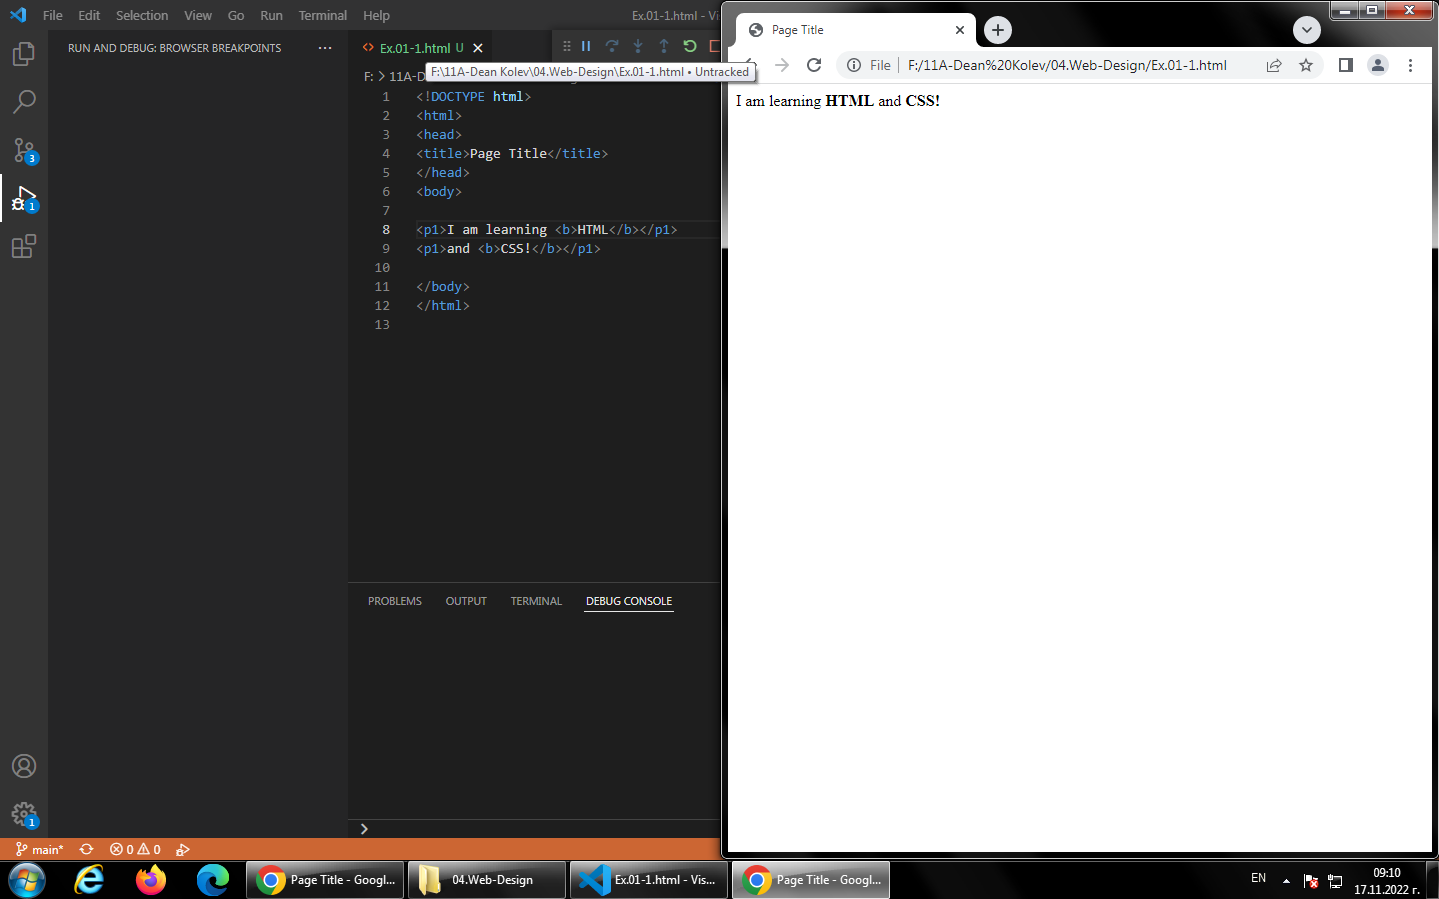 File Edit Selection View Go Run Terminal Help
Ex.01-1.html - Vis
RUN AND DEBUG: BROWSER BREAKPOINTS
Ex.01-1.html U
F: > 11A-D
F:\11A-Dean Kolev\04.Web-Design\Ex.01-1.html • Untracked
1 <!DOCTYPE html>
2 <html>
3 <head>
4 <title>Page Title</title>
5 </head>
6 <body>
7
8 <p1>I am learning <b>HTML</b></p1>
9 <p1>and <b>CSS!</b></p1>
10
11 </body>
12 </html>
13
3
1
1
PROBLEMS OUTPUT TERMINAL DEBUG CONSOLE
main* 0 0
Page Title
File | F:/11A-Dean%20Kolev/04.Web-Design/Ex.01-1.html
I am learning HTML and CSS!
Page Title - Googl...
04.Web-Design
Ex.01-1.html - Vis...
Page Title - Googl...
EN
09:10
17.11.2022 г.